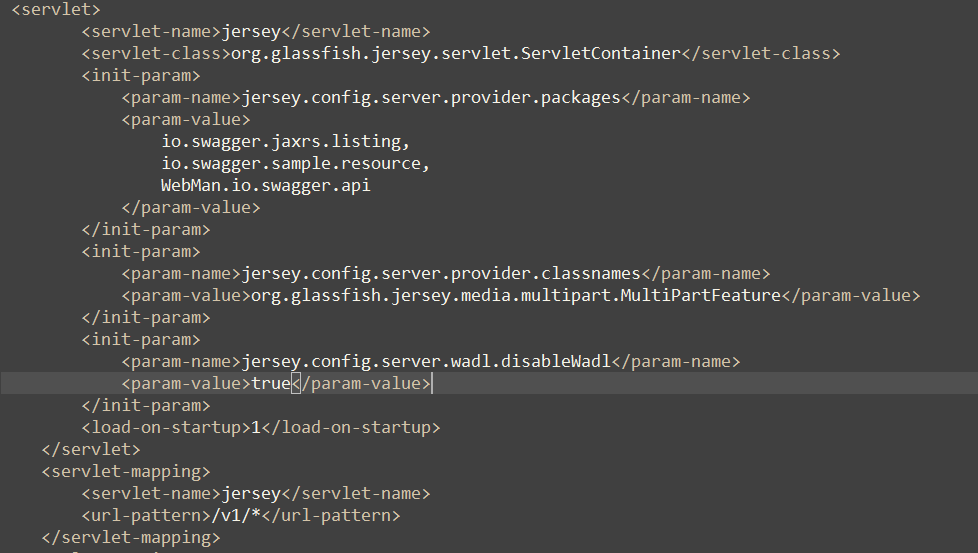 <servlet>
<servlet-name>jersey</servlet-name>
<servlet-class>org.glassfish.jersey.servlet.ServletContainer</servlet-class>
<init-param>
<param-name>jersey.config.server.provider.packages</param-name>
<param-value>
io.swagger.jaxrs.listing,
io.swagger.sample.resource,
WebMan.io.swagger.api
</param-value>
</init-param>
<init-param>
<param-name>jersey.config.server.provider.classnames</param-name>
<param-value>org.glassfish.jersey.media.multipart.MultiPartFeature</param-value>
</init-param>
<init-param>
<param-name>jersey.config.server.wadl.disableWadl</param-name>
<param-value>true</param-value>
</init-param>
<load-on-startup>1</load-on-startup>
</servlet>
<servlet-mapping>
<servlet-name>jersey</servlet-name>
<url-pattern>/v1/*</url-pattern>
</servlet-mapping>